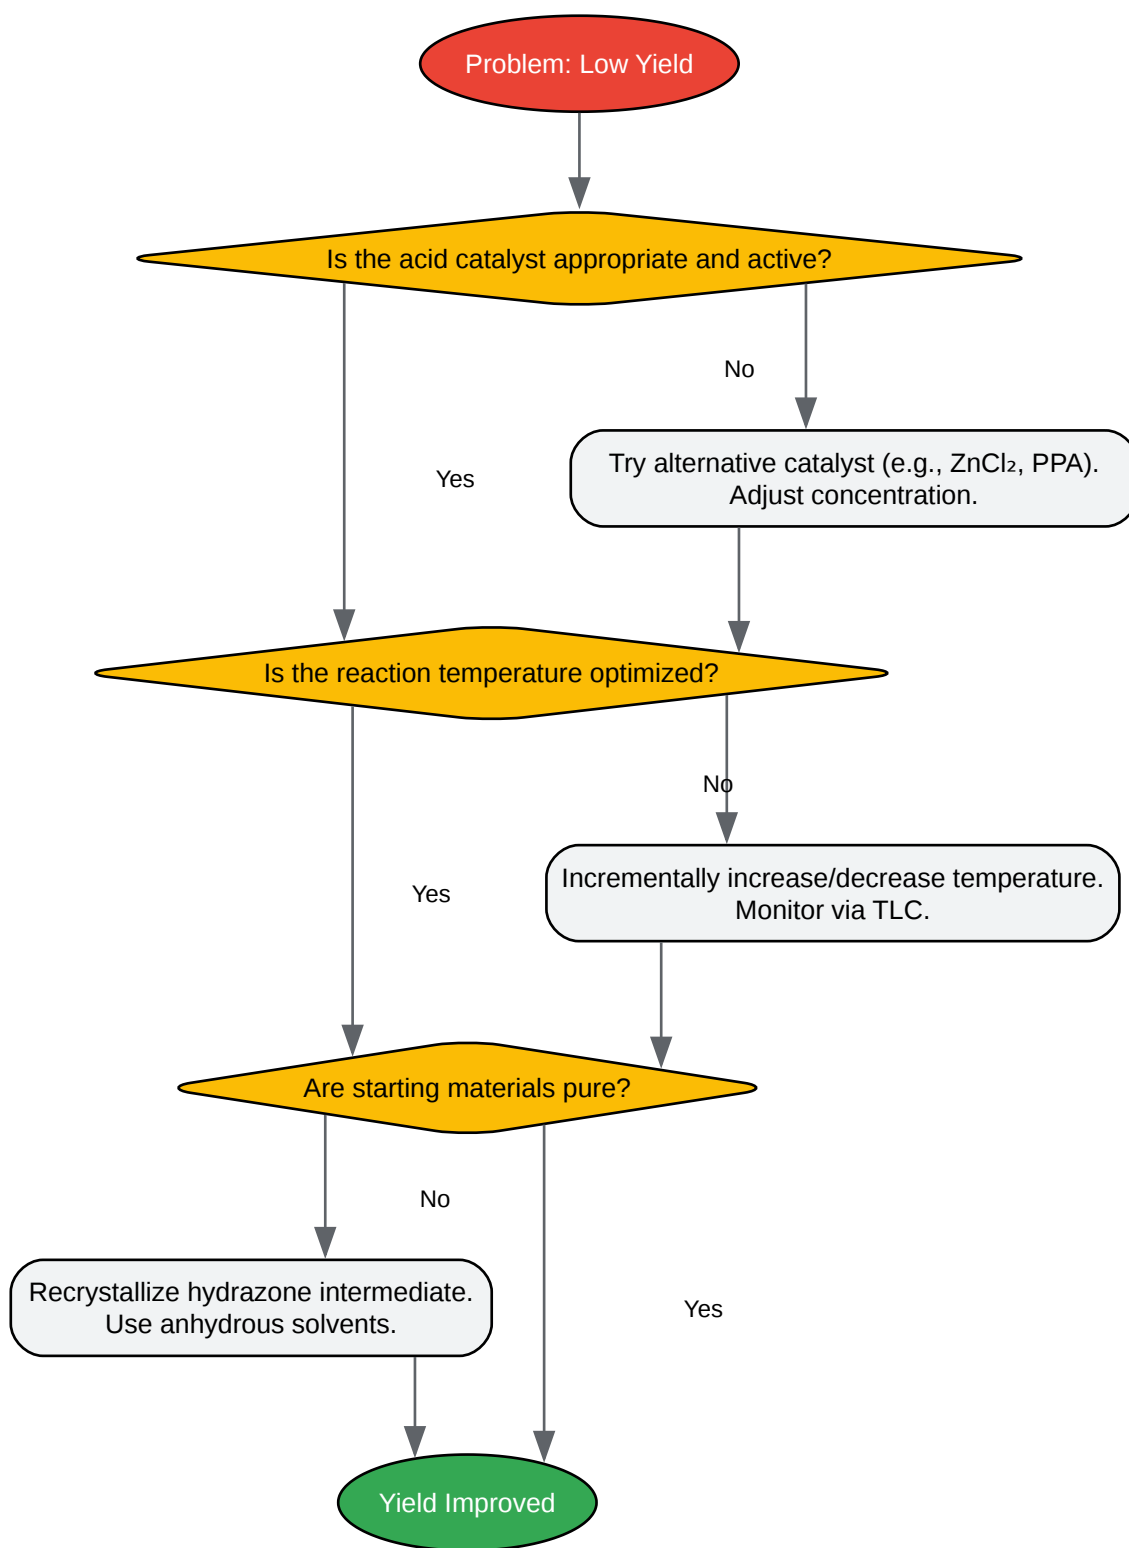 Problem: Low Yield
Is the acid catalyst appropriate and active?
No
Try alternative catalyst (e.g., ZnCl₂, PPA).
Adjust concentration.
Yes
Is the reaction temperature optimized?
No
Incrementally increase/decrease temperature.
Monitor via TLC.
Yes
Are starting materials pure?
No
Recrystallize hydrazone intermediate.
Use anhydrous solvents.
Yes
Yield Improved